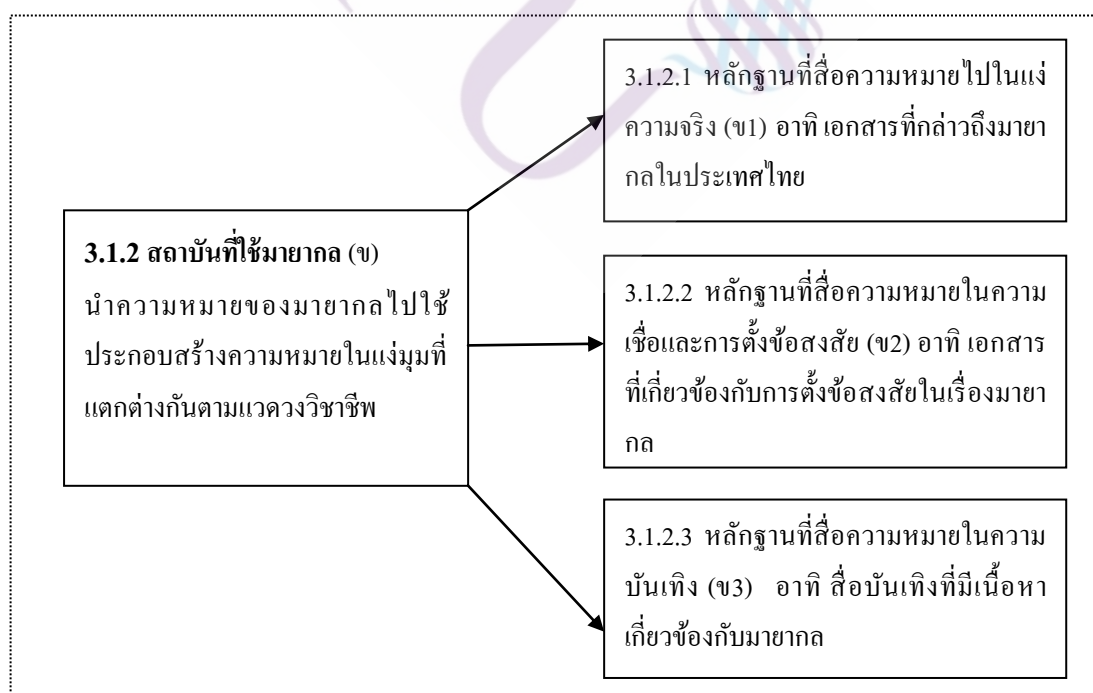 3.1.2 สถาบันที่ใช้มายากล (ข)
นำความหมายของมายากลไปใช้
ประกอบสร้างความหมายในแง่มุมที่
แตกต่างกันตามแวดวงวิชาชีพ
3.1.2.1 หลักฐานที่สื่อความหมายไปในแง่
ความจริง (ข1) อาทิ เอกสารที่กล่าวถึงมายา
กลในประเทศไทย
3.1.2.2 หลักฐานที่สื่อความหมายในความ
เชื่อและการตั้งข้อสงสัย (ข2) อาทิ เอกสาร
ที่เกี่ยวข้องกับการตั้งข้อสงสัยในเรื่องมายา
กล
3.1.2.3 หลักฐานที่สื่อความหมายในความ
บันเทิง (ข3) อาทิ สื่อบันเทิงที่มีเนื้อหา
เกี่ยวข้องกับมายากล